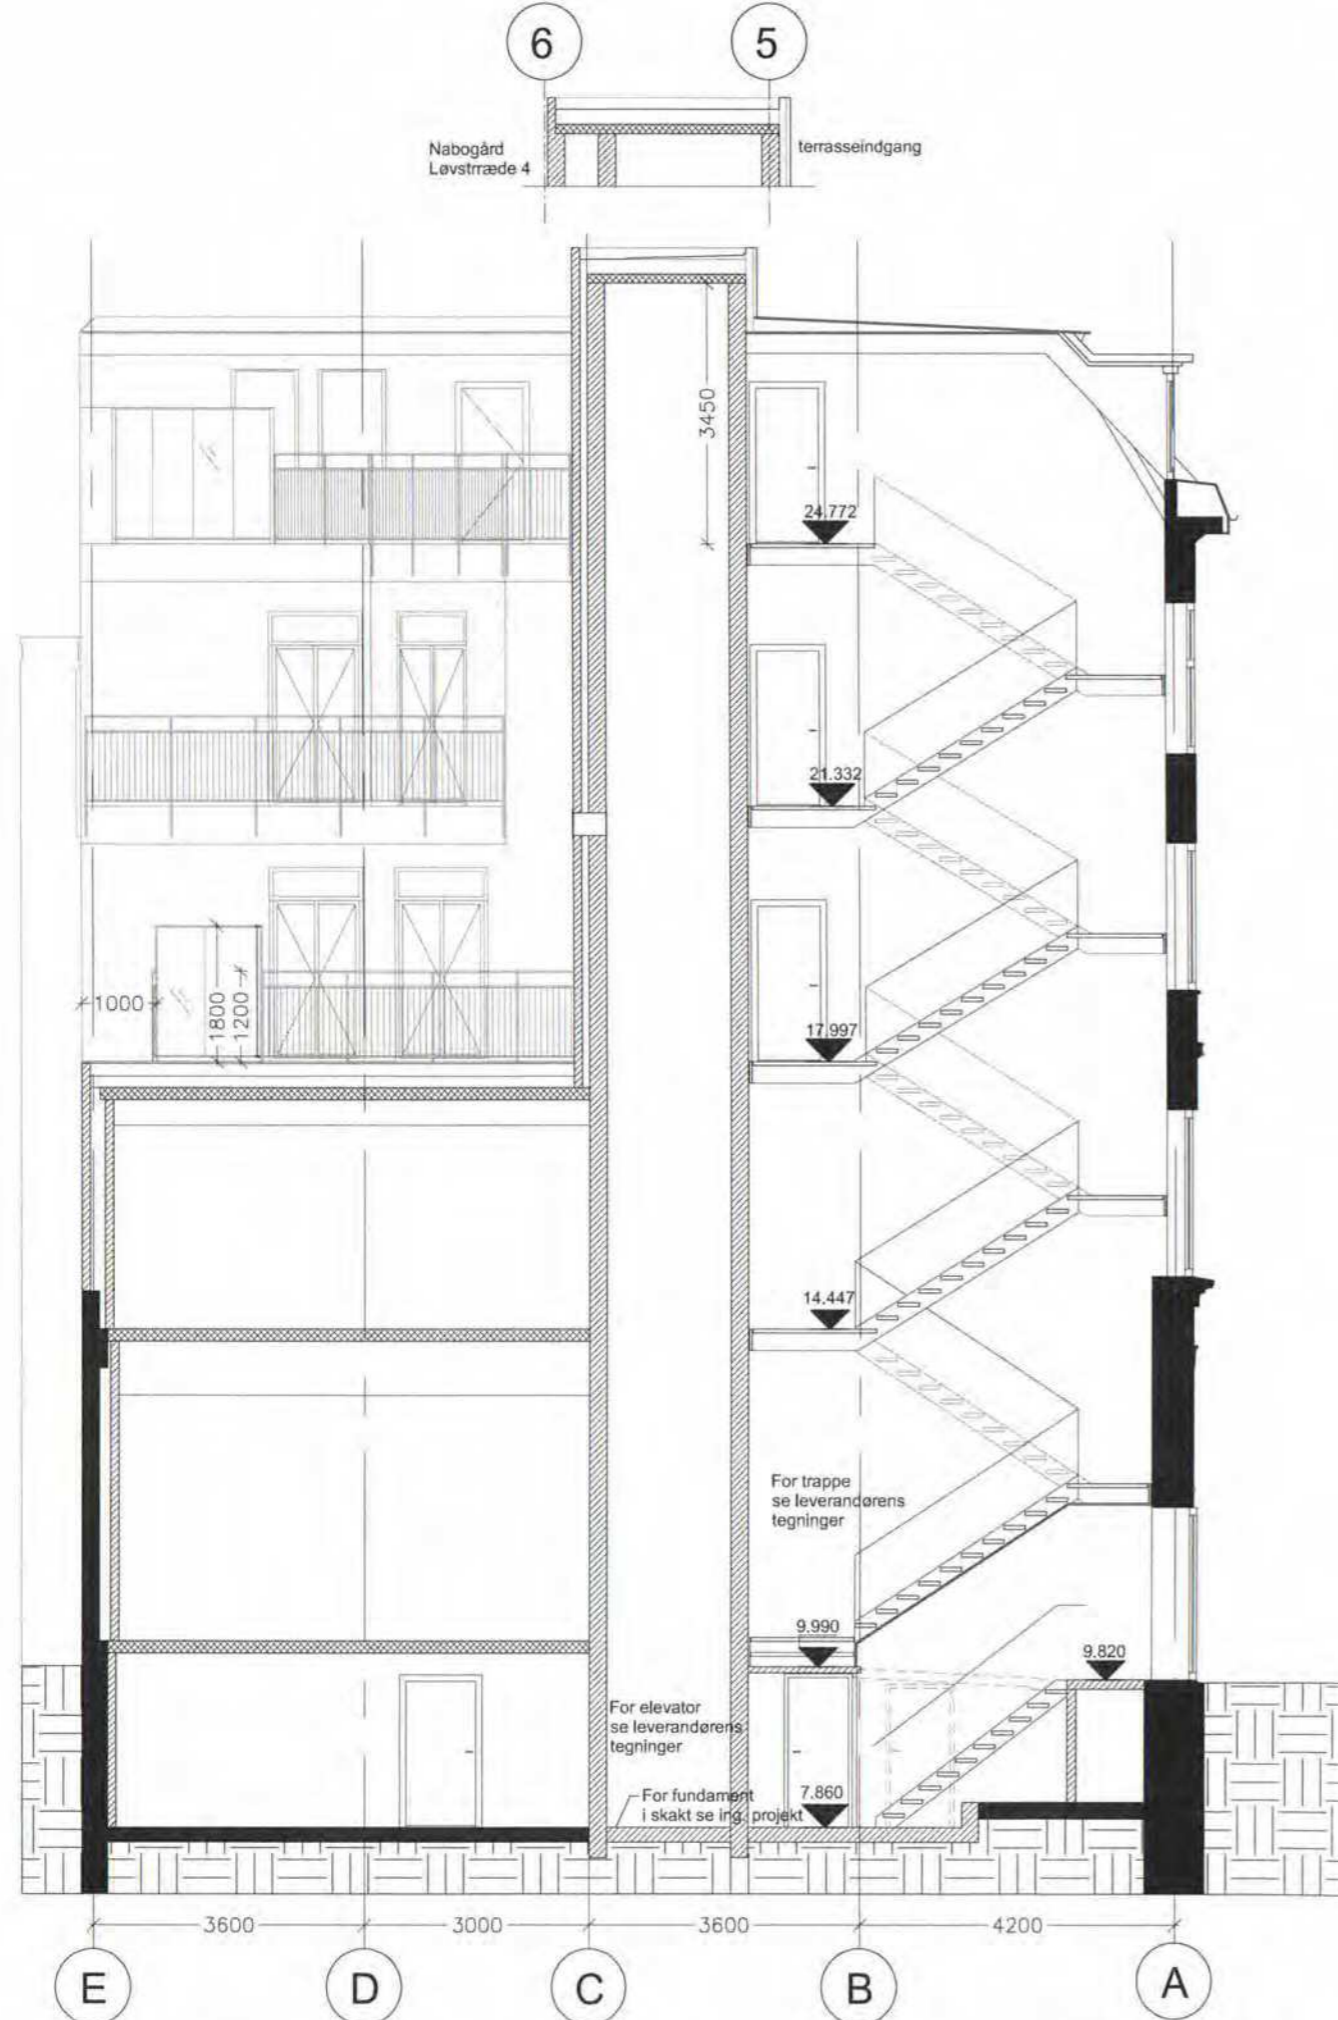 6
5
Nabogård
Løvstrræde 4
terrasseindgang
3450
24.772
21.332
1000
1800
1200
17.997
14.447
For trappe
se leverandørens
tegninger
9.990
9.820
For elevator
se leverandørens
tegninger
For fundament
i skakt se ing. projekt
7.860
3600
3000
3600
4200
E
D
C
B
A